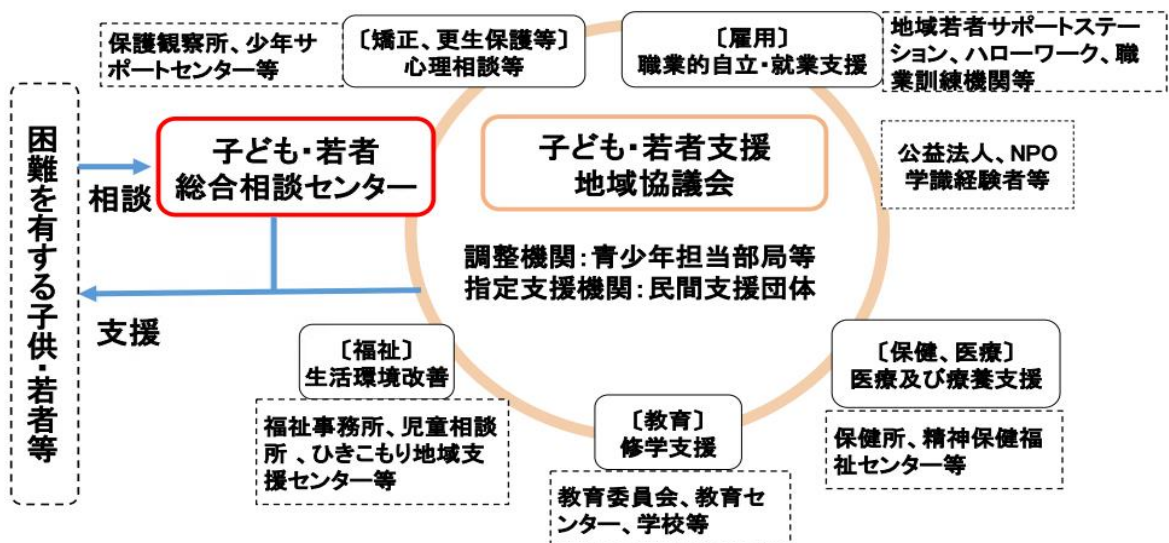 保護観察所、少年サ
ポートセンター等
〔矯正、更生保護等〕
心理相談等
〔雇用〕
職業的自立・就業支援
地域若者サポートステ
ーション、ハローワーク、職
業訓練機関等
困難を有する子供・若者等
相談
子ども・若者
総合相談センター
子ども・若者支援
地域協議会
公益法人、NPO
学識経験者等
調整機関：青少年担当部局等
指定支援機関：民間支援団体
支援
〔福祉〕
生活環境改善
福祉事務所、児童相談
所 、ひきこもり地域支
援センター等
〔教育〕
修学支援
教育委員会、教育セ
ンター、学校等
〔保健、医療〕
医療及び療養支援
保健所、精神保健福
祉センター等